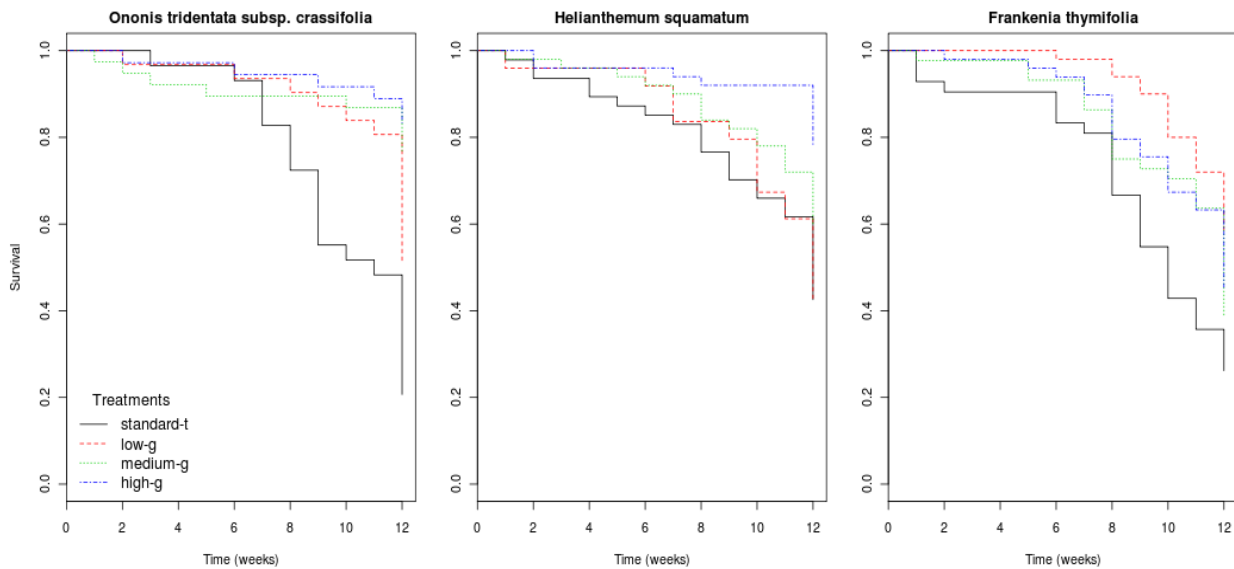 Ononis tridentata subsp. crassifolia
Helianthemum squamatum
Frankenia thymifolia
Survival
1.0
0.8
0.6
0.4
0.2
0.0
Treatments
standard-t
low-g
medium-g
high-g
0 2 4 6 8 10 12
Time (weeks)
1.0
0.8
0.6
0.4
0.2
0.0
0 2 4 6 8 10 12
Time (weeks)
1.0
0.8
0.6
0.4
0.2
0.0
0 2 4 6 8 10 12
Time (weeks)